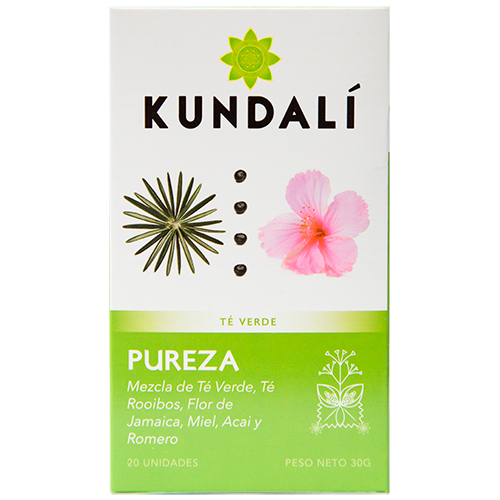 KUNDALÍ
TÉ VERDE
PUREZA
Mezcla de Té Verde, Té
Rooibos, Flor de
Jamaica, Miel, Acai y
Romero
20 UNIDADES
PESO NETO 30G